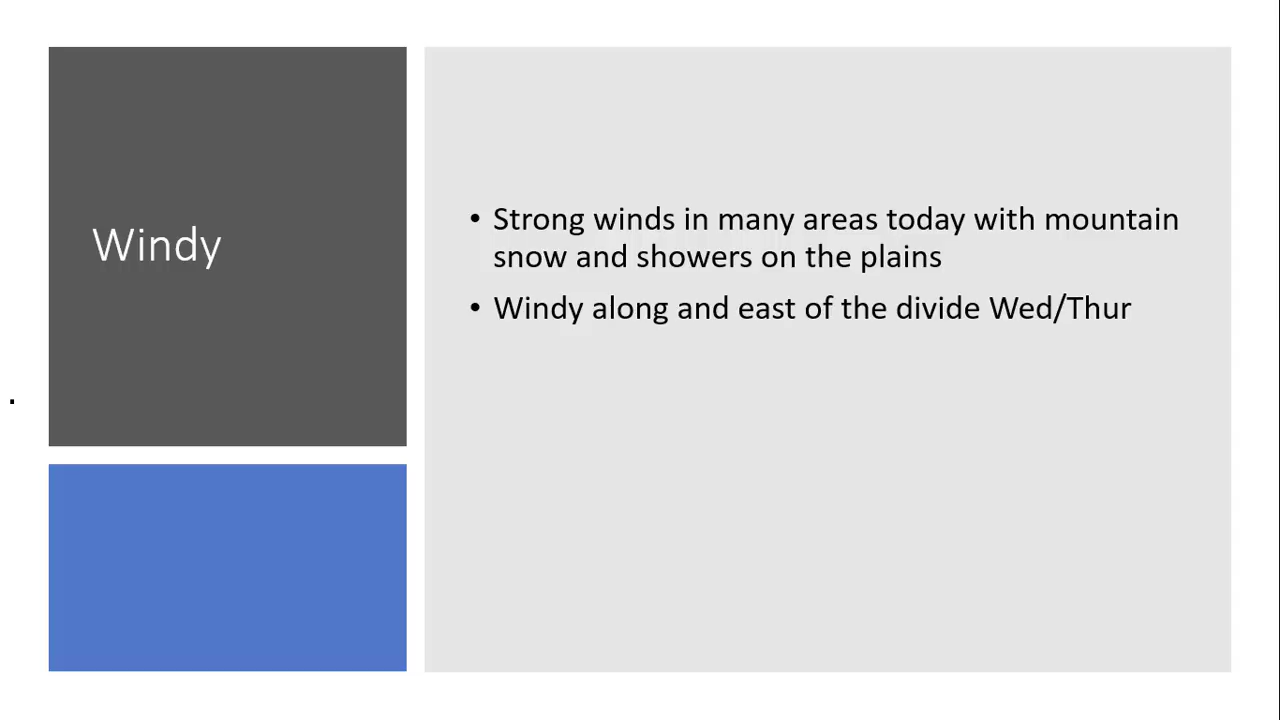 Windy
• Strong winds in many areas today with mountain
snow and showers on the plains
• Windy along and east of the divide Wed/Thur
.